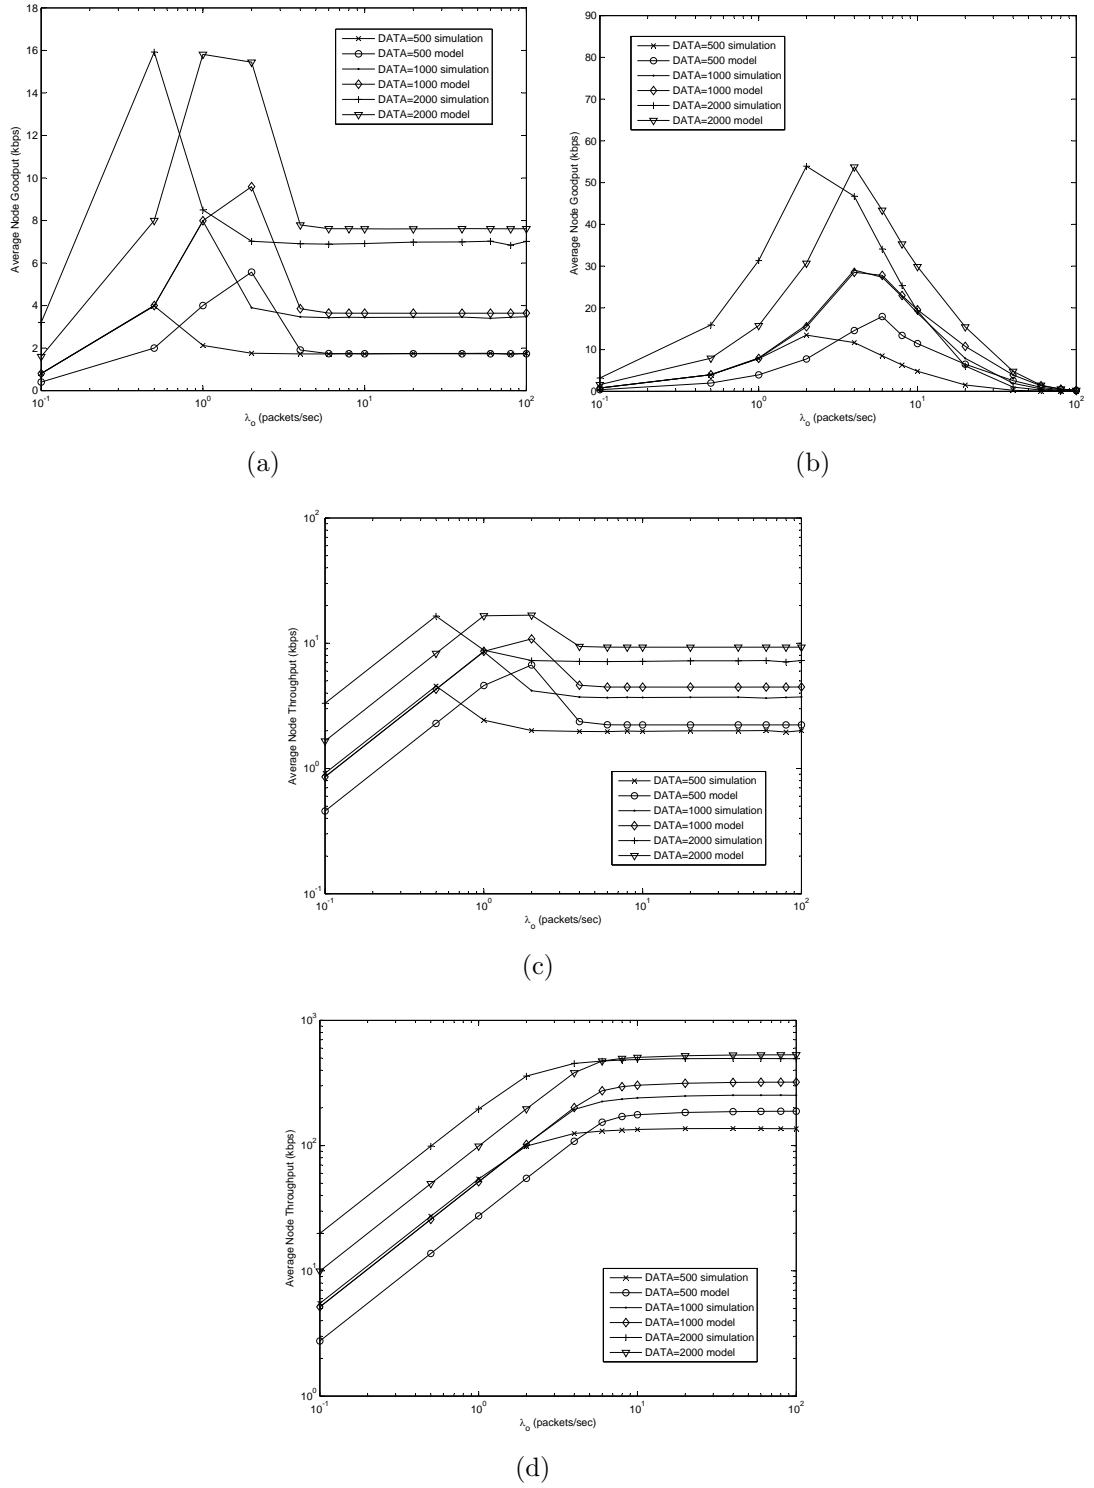 18
16
14
12
10
8
6
4
2
0
Average Node Goodput (kbps)
DATA=500 simulation
DATA=500 model
DATA=1000 simulation
DATA=1000 model
DATA=2000 simulation
DATA=2000 model
10^-1
10^0
10^1
10^2
λ_o (packets/sec)
(a)
90
80
70
60
50
40
30
20
10
0
Average Node Goodput (kbps)
DATA=500 simulation
DATA=500 model
DATA=1000 simulation
DATA=1000 model
DATA=2000 simulation
DATA=2000 model
10^-1
10^0
10^1
10^2
λ_o (packets/sec)
(b)
10^2
10^1
10^0
10^-1
Average Node Throughput (kbps)
DATA=500 simulation
DATA=500 model
DATA=1000 simulation
DATA=1000 model
DATA=2000 simulation
DATA=2000 model
10^-1
10^0
10^1
10^2
λ_o (packets/sec)
(c)
10^3
10^2
10^1
10^0
Average Node Throughput (kbps)
DATA=500 simulation
DATA=500 model
DATA=1000 simulation
DATA=1000 model
DATA=2000 simulation
DATA=2000 model
10^-1
10^0
10^1
10^2
λ_o (packets/sec)
(d)